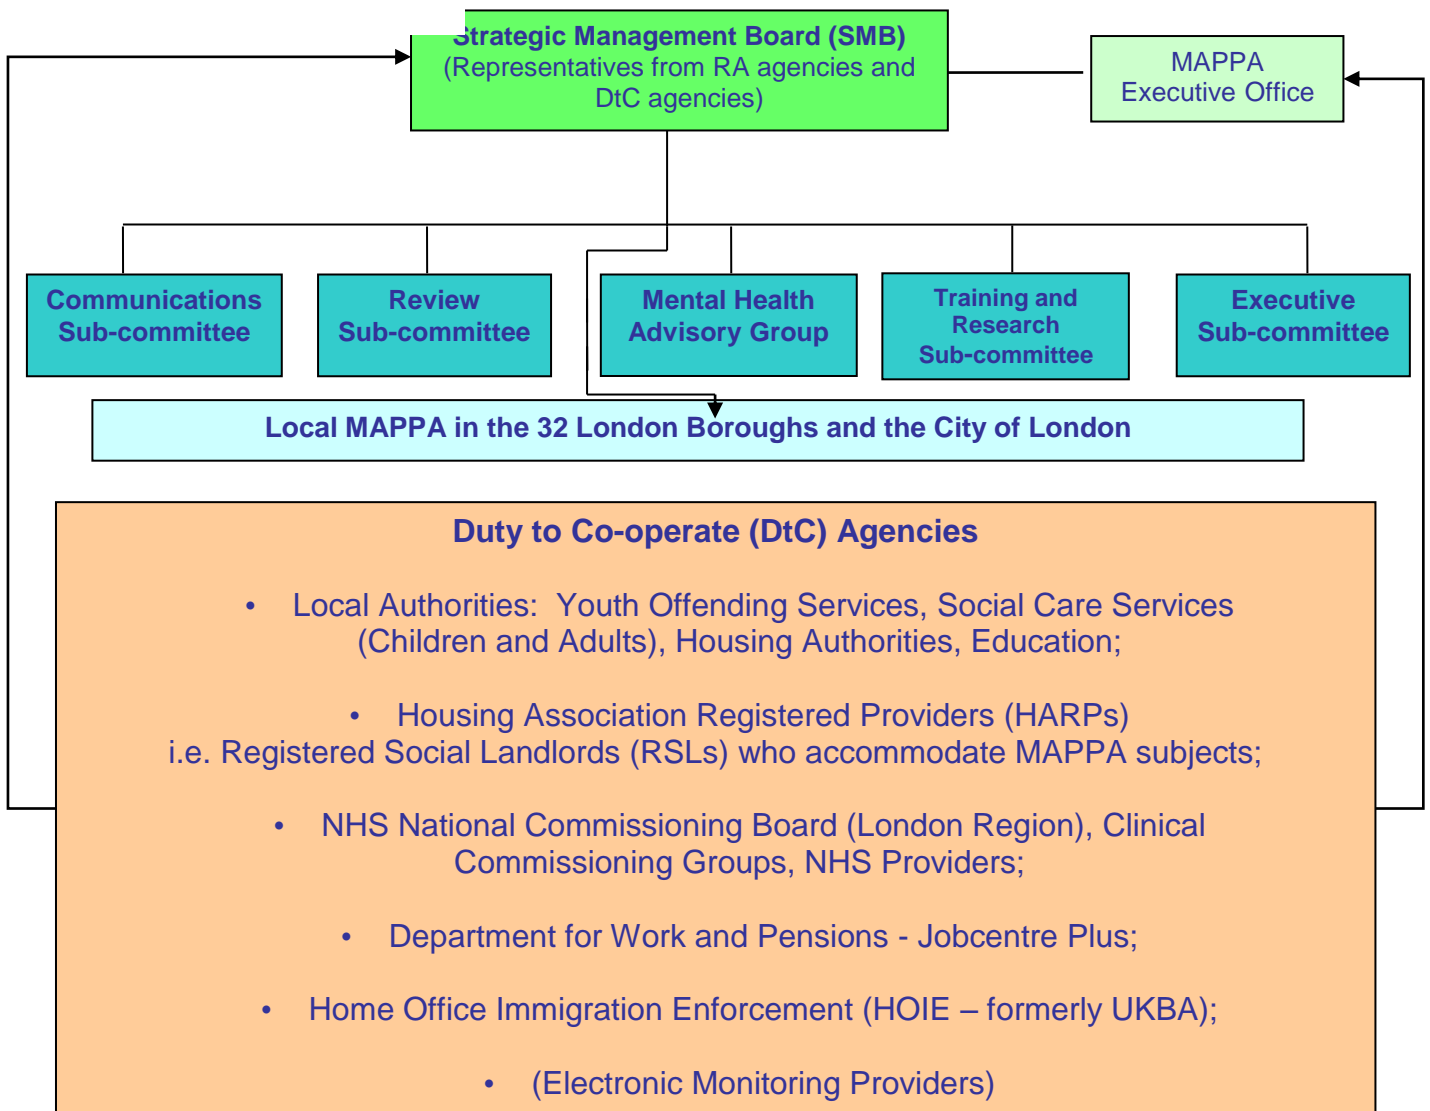 Strategic Management Board (SMB)
(Representatives from RA agencies and
DtC agencies)
MAPPA
Executive Office
Communications
Sub-committee
Review
Sub-committee
Mental Health
Advisory Group
Training and
Research
Sub-committee
Executive
Sub-committee
Local MAPPA in the 32 London Boroughs and the City of London
Duty to Co-operate (DtC) Agencies
• Local Authorities: Youth Offending Services, Social Care Services
(Children and Adults), Housing Authorities, Education;
• Housing Association Registered Providers (HARPs)
i.e. Registered Social Landlords (RSLs) who accommodate MAPPA subjects;
• NHS National Commissioning Board (London Region), Clinical
Commissioning Groups, NHS Providers;
• Department for Work and Pensions - Jobcentre Plus;
• Home Office Immigration Enforcement (HOIE – formerly UKBA);
• (Electronic Monitoring Providers)